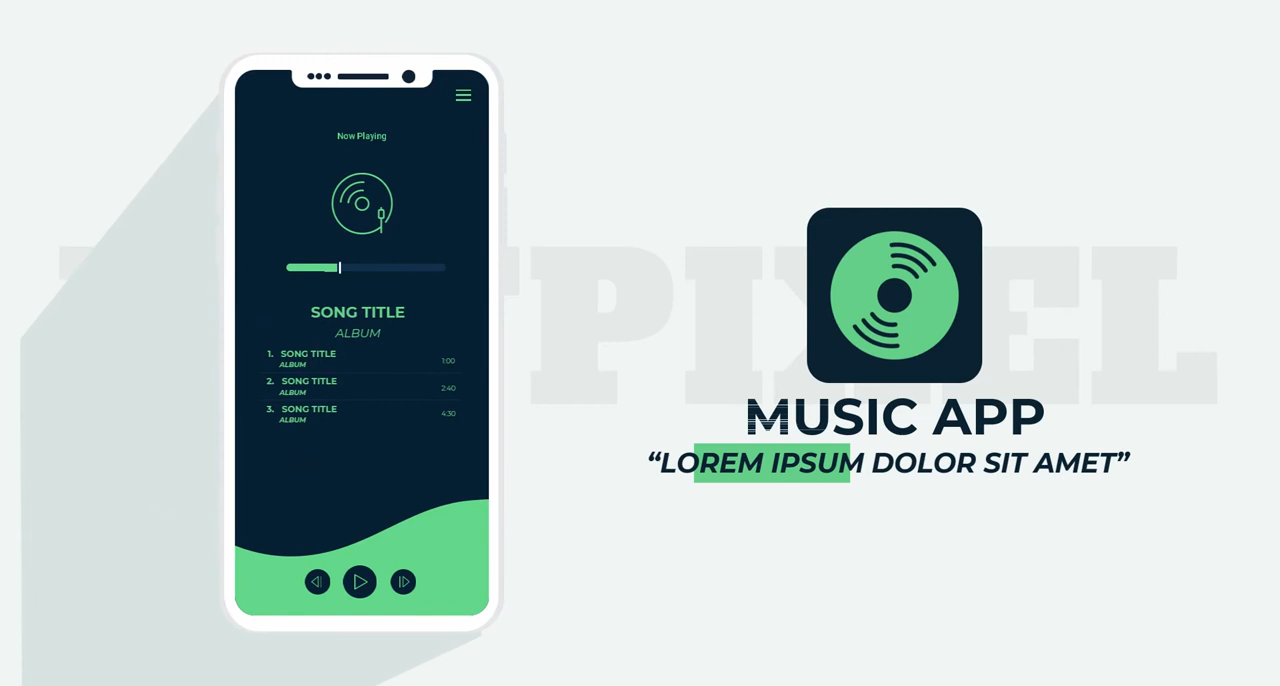 Now Playing
SONG TITLE
ALBUM
1. SONG TITLE
ALBUM
1:00
2. SONG TITLE
ALBUM
2:40
3. SONG TITLE
ALBUM
4:30
MUSIC APP
“LOREM IPSUM DOLOR SIT AMET”